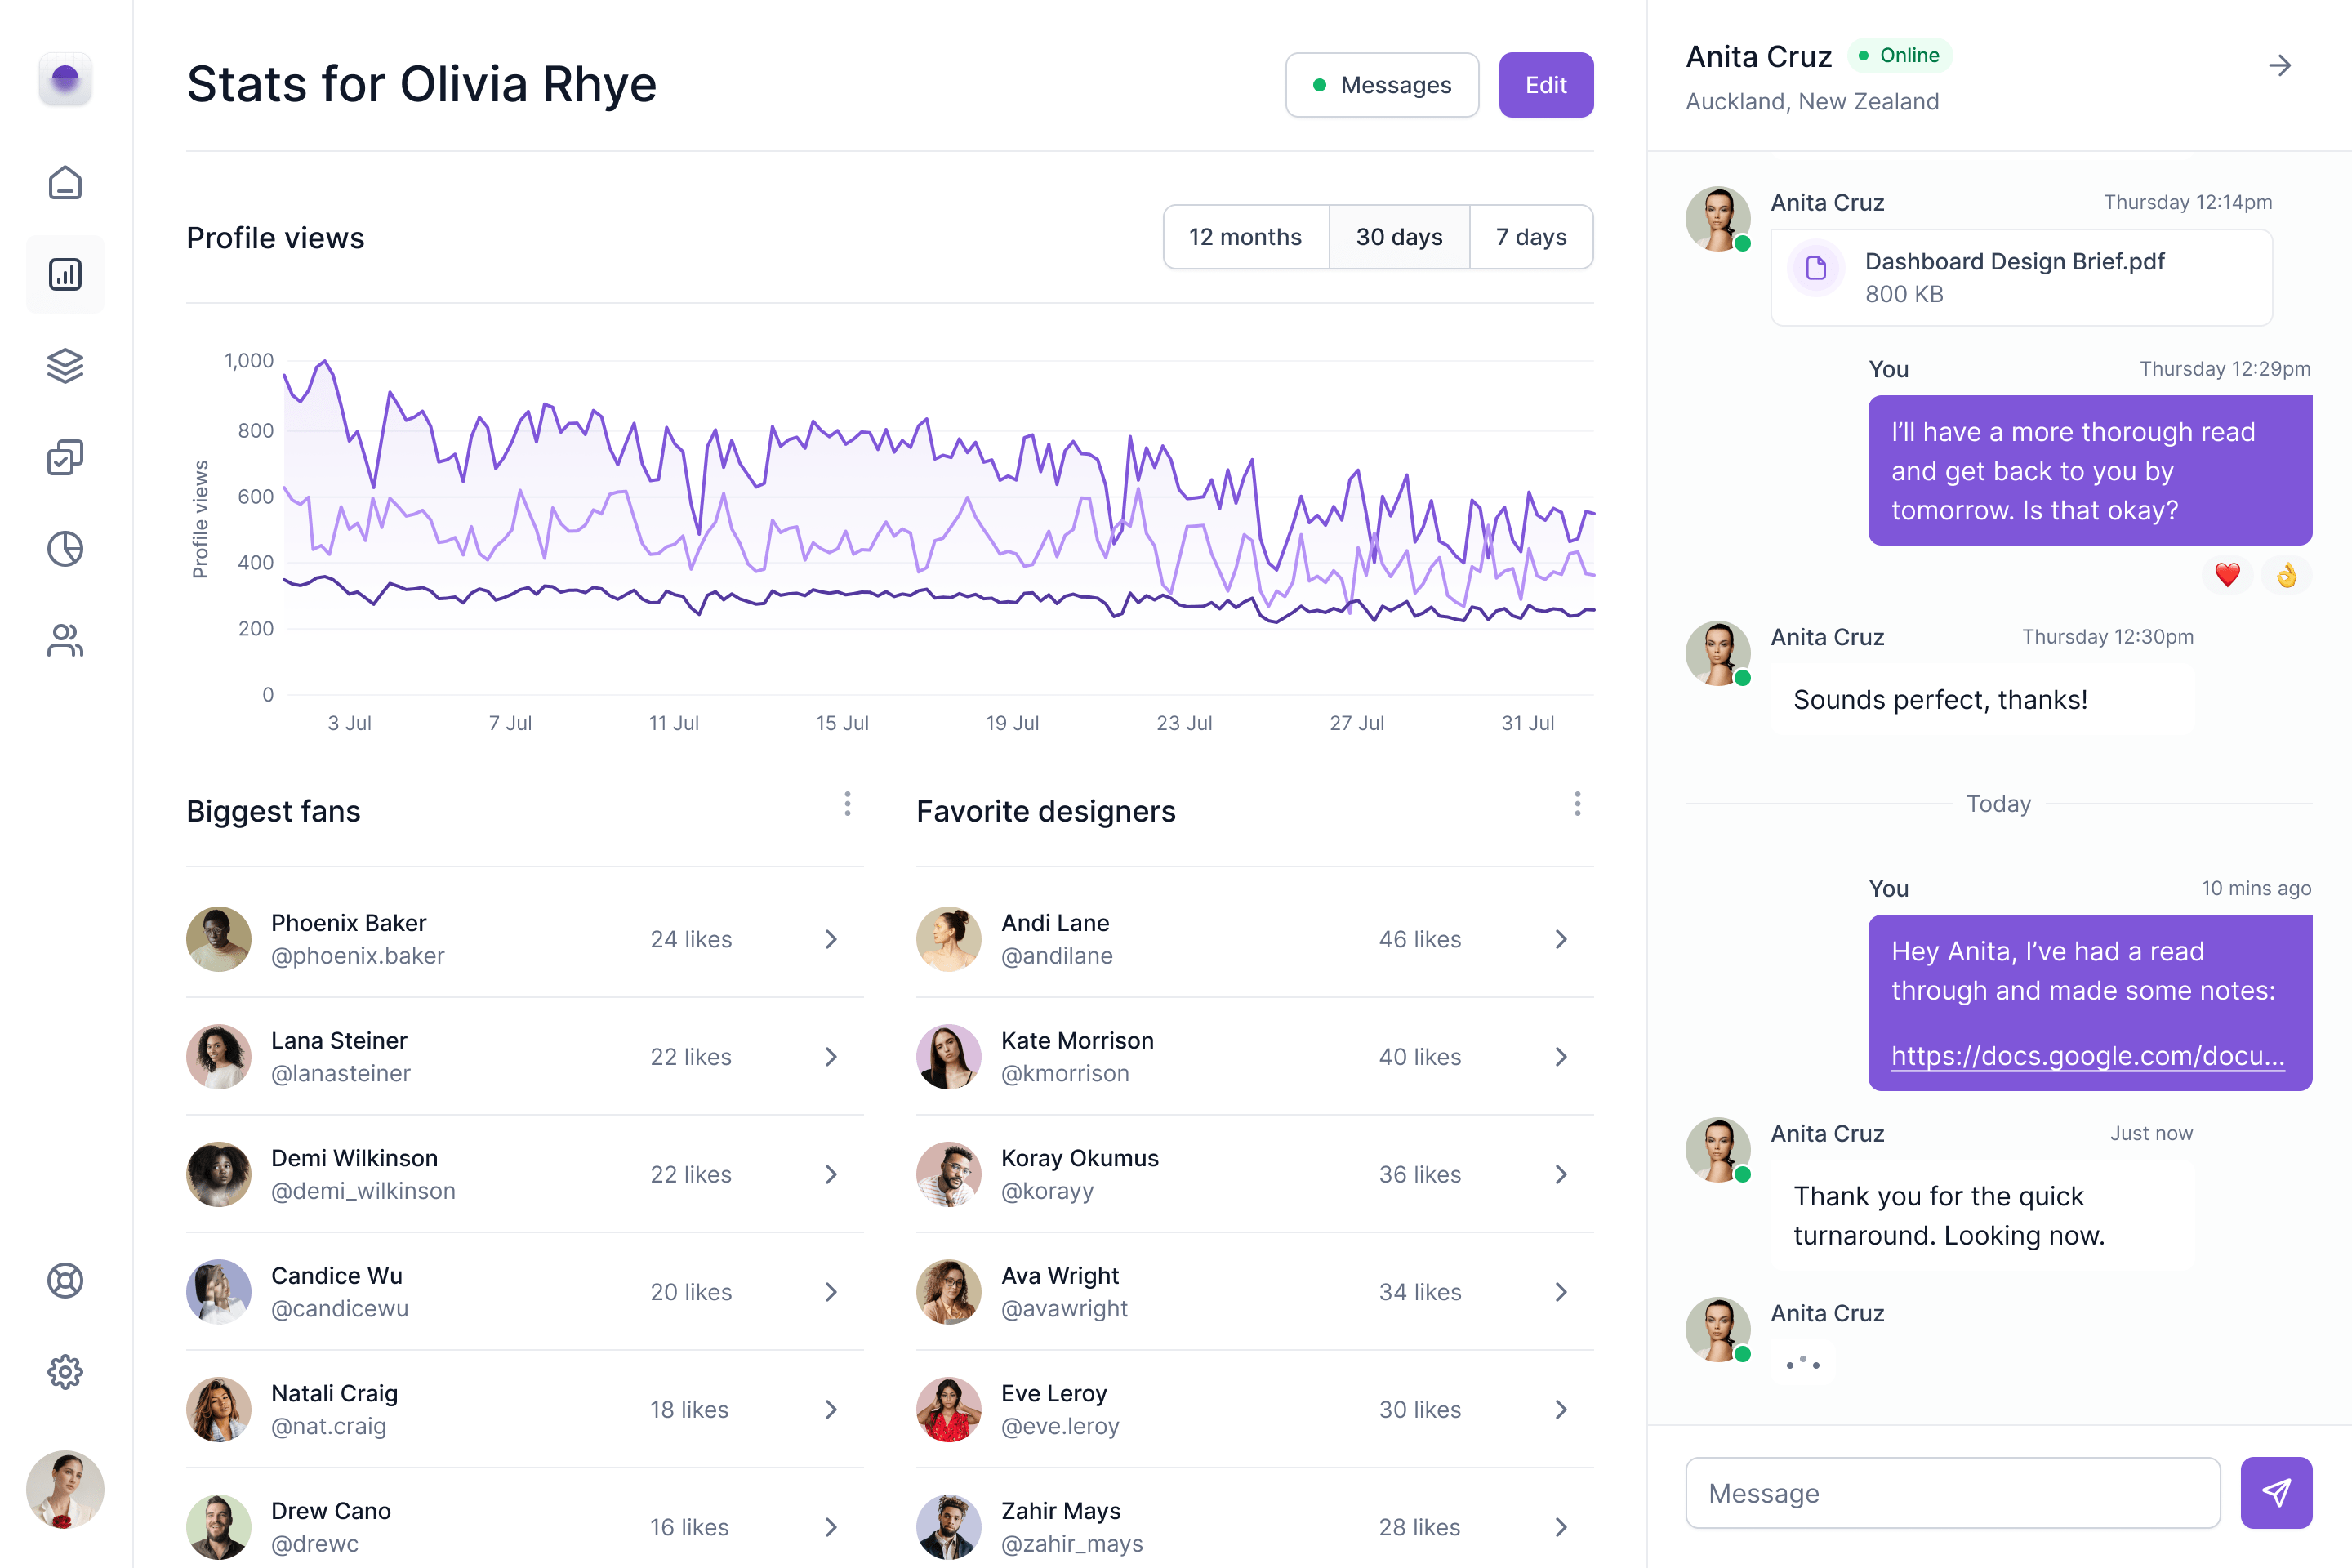 Stats for Olivia Rhye
Messages
Edit
Profile views
12 months
30 days
7 days
Profile views
1,000
800
600
400
200
0
3 Jul
7 Jul
11 Jul
15 Jul
19 Jul
23 Jul
27 Jul
31 Jul
Biggest fans
Phoenix Baker
@phoenix.baker
24 likes
Lana Steiner
@lanasteiner
22 likes
Demi Wilkinson
@demi_wilkinson
22 likes
Candice Wu
@candicewu
20 likes
Natali Craig
@nat.craig
18 likes
Drew Cano
@drewc
16 likes
Favorite designers
Andi Lane
@andilane
46 likes
Kate Morrison
@kmorrison
40 likes
Koray Okumus
@korayy
36 likes
Ava Wright
@avawright
34 likes
Eve Leroy
@eve.leroy
30 likes
Zahir Mays
@zahir_mays
28 likes
Anita Cruz
Online
Auckland, New Zealand
Anita Cruz
Thursday 12:14pm
Dashboard Design Brief.pdf
800 KB
You
Thursday 12:29pm
I’ll have a more thorough read
and get back to you by
tomorrow. Is that okay?
Anita Cruz
Thursday 12:30pm
Sounds perfect, thanks!
Today
You
10 mins ago
Hey Anita, I’ve had a read
through and made some notes:
https://docs.google.com/docu...
Anita Cruz
Just now
Thank you for the quick
turnaround. Looking now.
Anita Cruz
Message